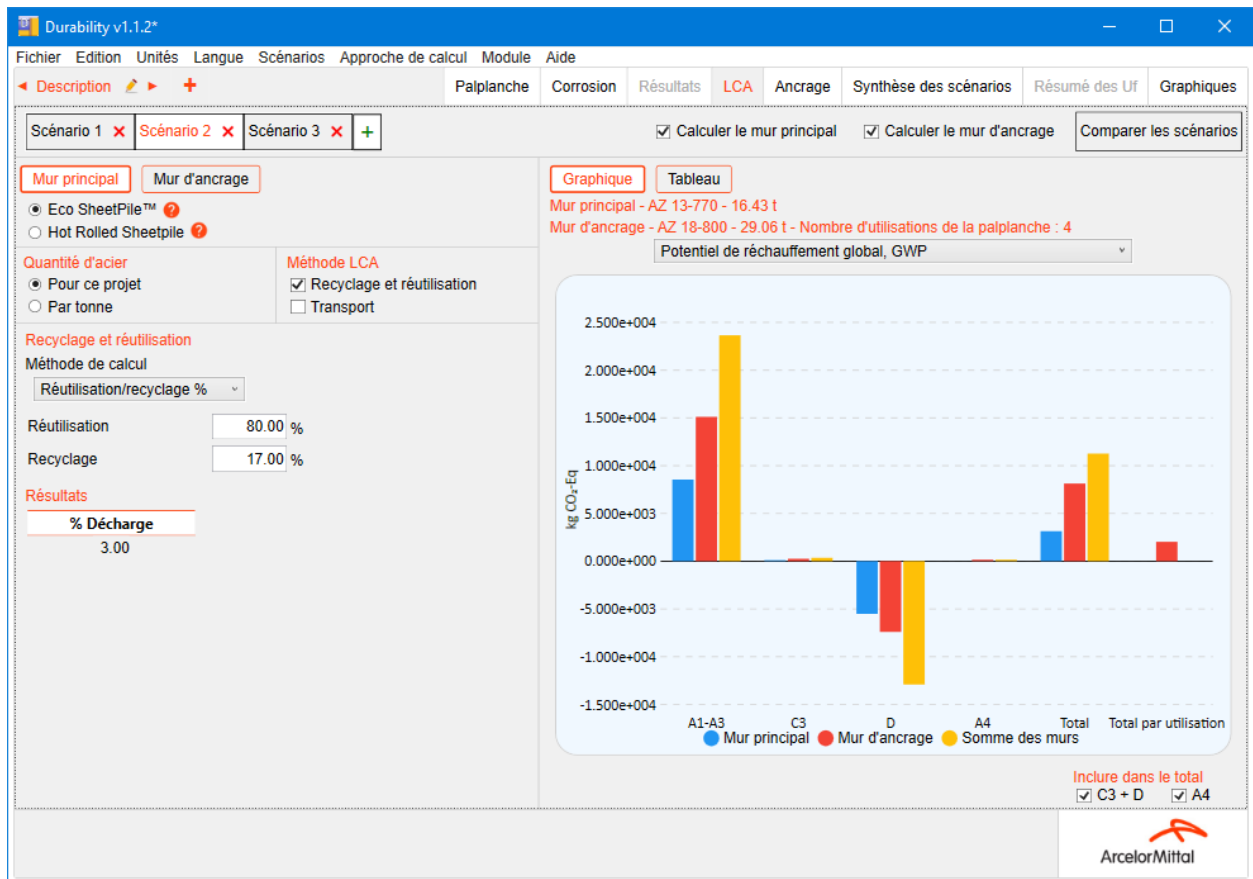 Durability v1.1.2*
Fichier Edition Unités Langue Scénarios Approche de calcul Module Aide
Description
Palplanche Corrosion Résultats LCA Ancrage Synthèse des scénarios Résumé des Uf Graphiques
Scénario 1 Scénario 2 Scénario 3
Calculer le mur principal Calculer le mur d'ancrage Comparer les scénarios
Mur principal Mur d'ancrage
Eco SheetPile™
Hot Rolled Sheetpile
Quantité d'acier
Pour ce projet
Par tonne
Méthode LCA
Recyclage et réutilisation
Transport
Recyclage et réutilisation
Méthode de calcul
Réutilisation/recyclage %
Réutilisation 80.00 %
Recyclage 17.00 %
Résultats
% Décharge
3.00
Graphique Tableau
Mur principal - AZ 13-770 - 16.43 t
Mur d'ancrage - AZ 18-800 - 29.06 t - Nombre d'utilisations de la palplanche : 4
Potentiel de réchauffement global, GWP
kg CO₂-Eq
2.500e+004
2.000e+004
1.500e+004
1.000e+004
5.000e+003
0.000e+000
-5.000e+003
-1.000e+004
-1.500e+004
A1-A3 C3 D A4 Total Total par utilisation
Mur principal Mur d'ancrage Somme des murs
Inclure dans le total
C3 + D A4
ArcelorMittal